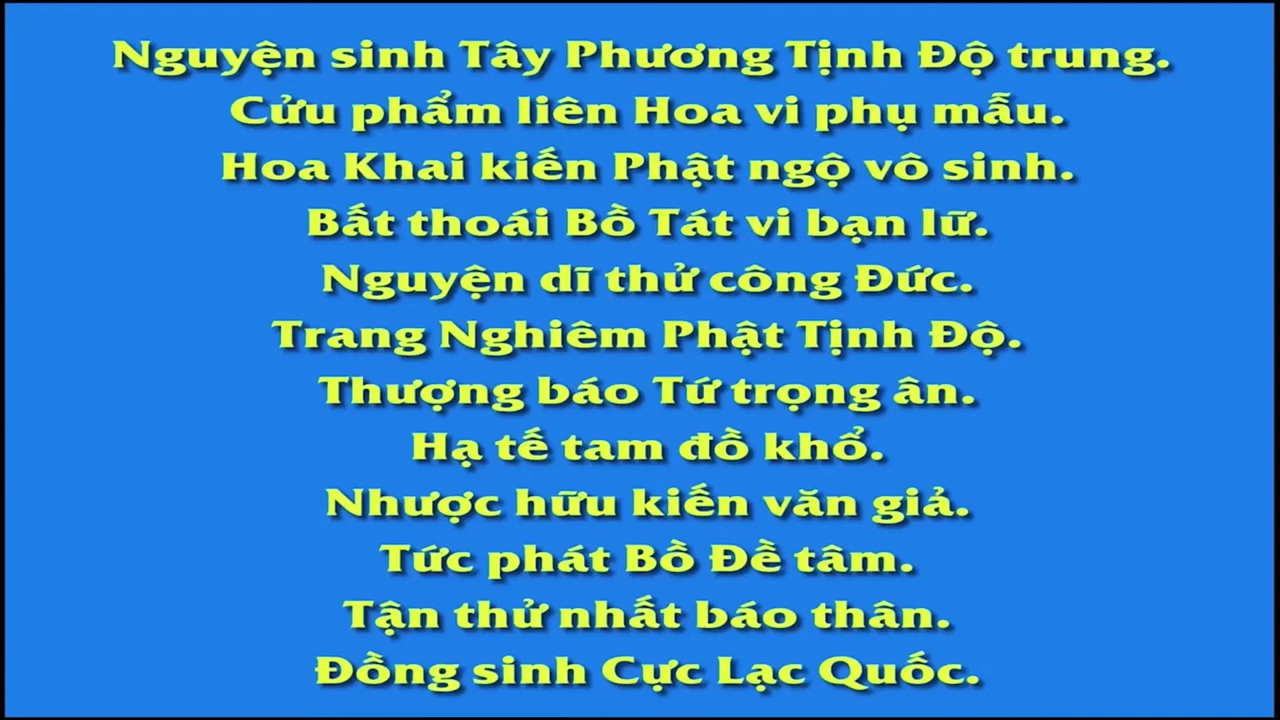 Nguyện sinh Tây Phương Tịnh Độ trung.
Cửu phẩm liên Hoa vi phụ mẫu.
Hoa Khai kiến Phật ngộ vô sinh.
Bất thoái Bồ Tát vi bạn lữ.
Nguyện dĩ thử công Đức.
Trang Nghiêm Phật Tịnh Độ.
Thượng báo Tứ trọng ân.
Hạ tế tam đồ khổ.
Nhược hữu kiến văn giả.
Tức phát Bồ Đề tâm.
Tận thử nhất báo thân.
Đồng sinh Cực Lạc Quốc.